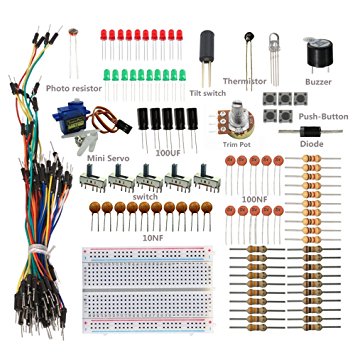 Photo resistor
Tilt switch
Thermistor
Buzzer
Push-Button
100UF
Trim Pot
Diode
Mini Servo
switch
100NF
10NF